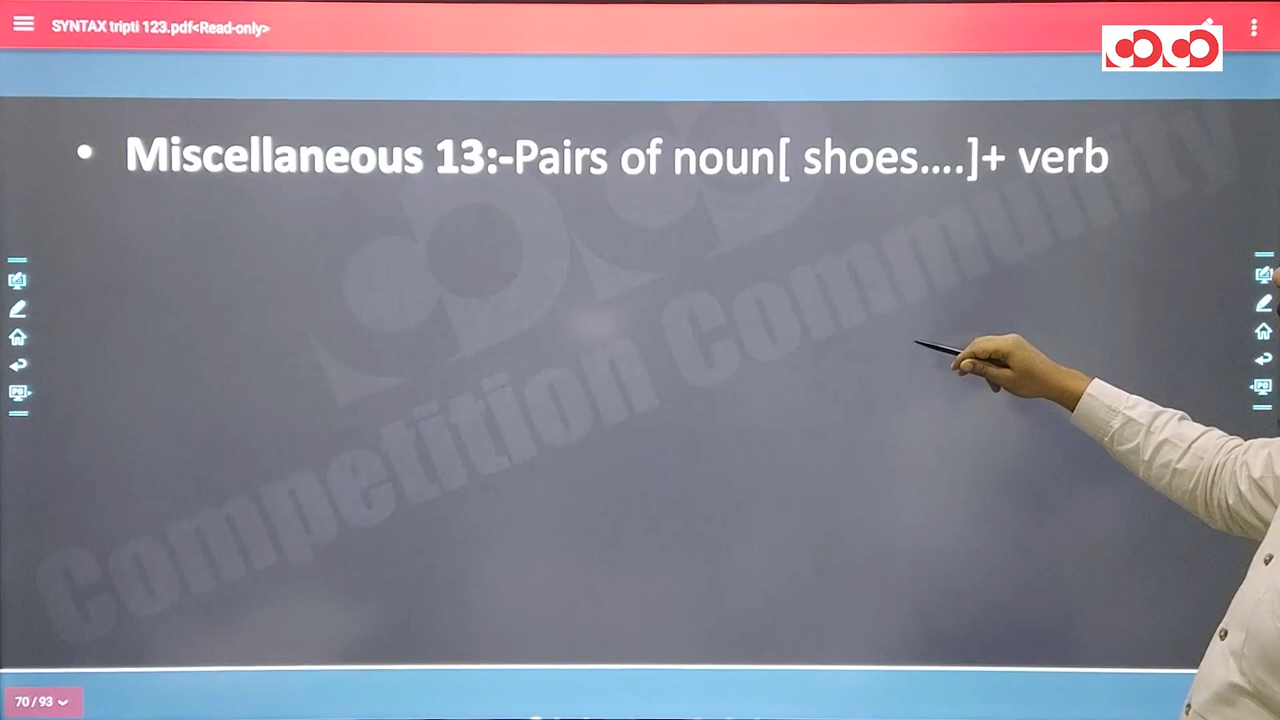 SYNTAX tripti 123.pdf<Read-only>
• Miscellaneous 13:-Pairs of noun[ shoes....]+ verb
Competition Community
70 / 93